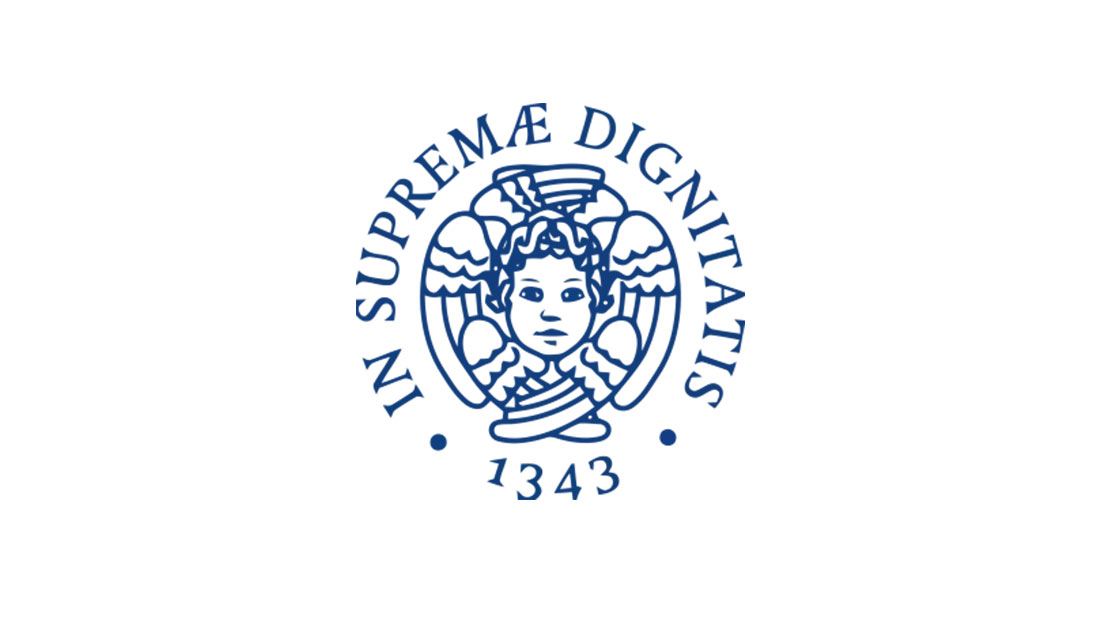 IN SUPREMÆ DIGNITATIS
1343